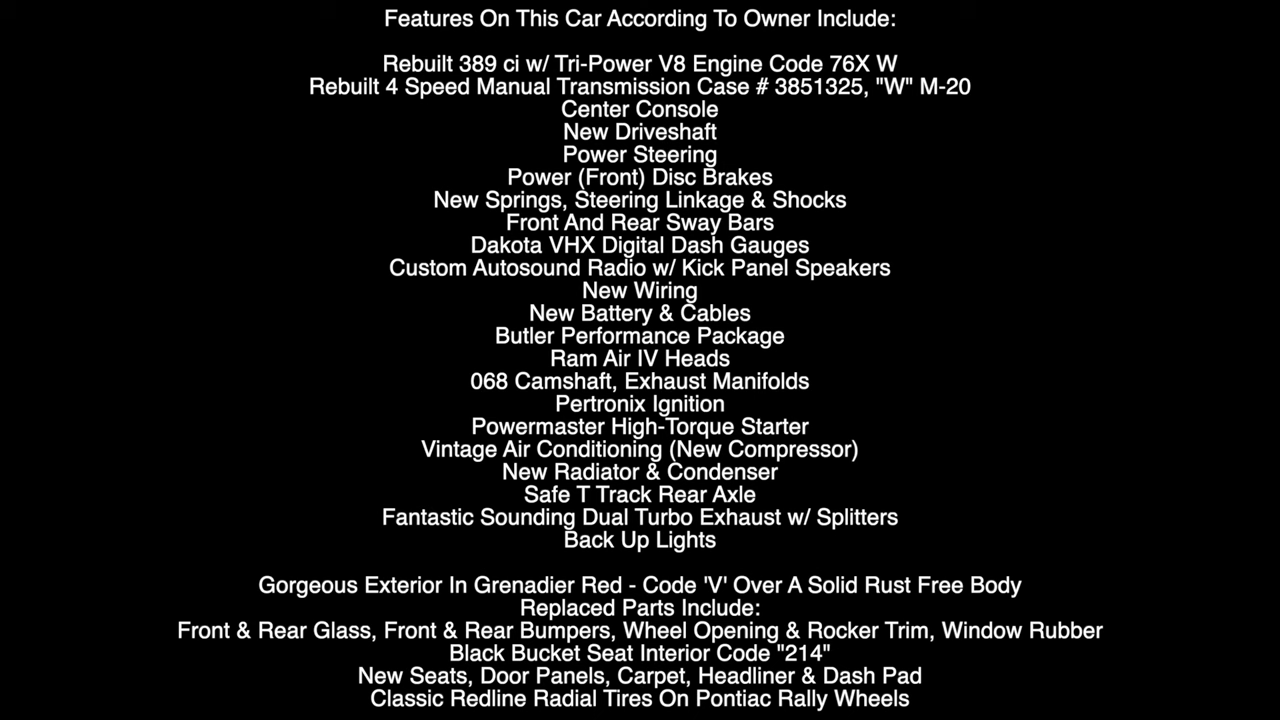 Features On This Car According To Owner Include:
Rebuilt 389 ci w/ Tri-Power V8 Engine Code 76X W
Rebuilt 4 Speed Manual Transmission Case # 3851325, "W" M-20
Center Console
New Driveshaft
Power Steering
Power (Front) Disc Brakes
New Springs, Steering Linkage & Shocks
Front And Rear Sway Bars
Dakota VHX Digital Dash Gauges
Custom Autosound Radio w/ Kick Panel Speakers
New Wiring
New Battery & Cables
Butler Performance Package
Ram Air IV Heads
068 Camshaft, Exhaust Manifolds
Pertronix Ignition
Powermaster High-Torque Starter
Vintage Air Conditioning (New Compressor)
New Radiator & Condenser
Safe T Track Rear Axle
Fantastic Sounding Dual Turbo Exhaust w/ Splitters
Back Up Lights
Gorgeous Exterior In Grenadier Red - Code 'V' Over A Solid Rust Free Body
Replaced Parts Include:
Front & Rear Glass, Front & Rear Bumpers, Wheel Opening & Rocker Trim, Window Rubber
Black Bucket Seat Interior Code "214"
New Seats, Door Panels, Carpet, Headliner & Dash Pad
Classic Redline Radial Tires On Pontiac Rally Wheels